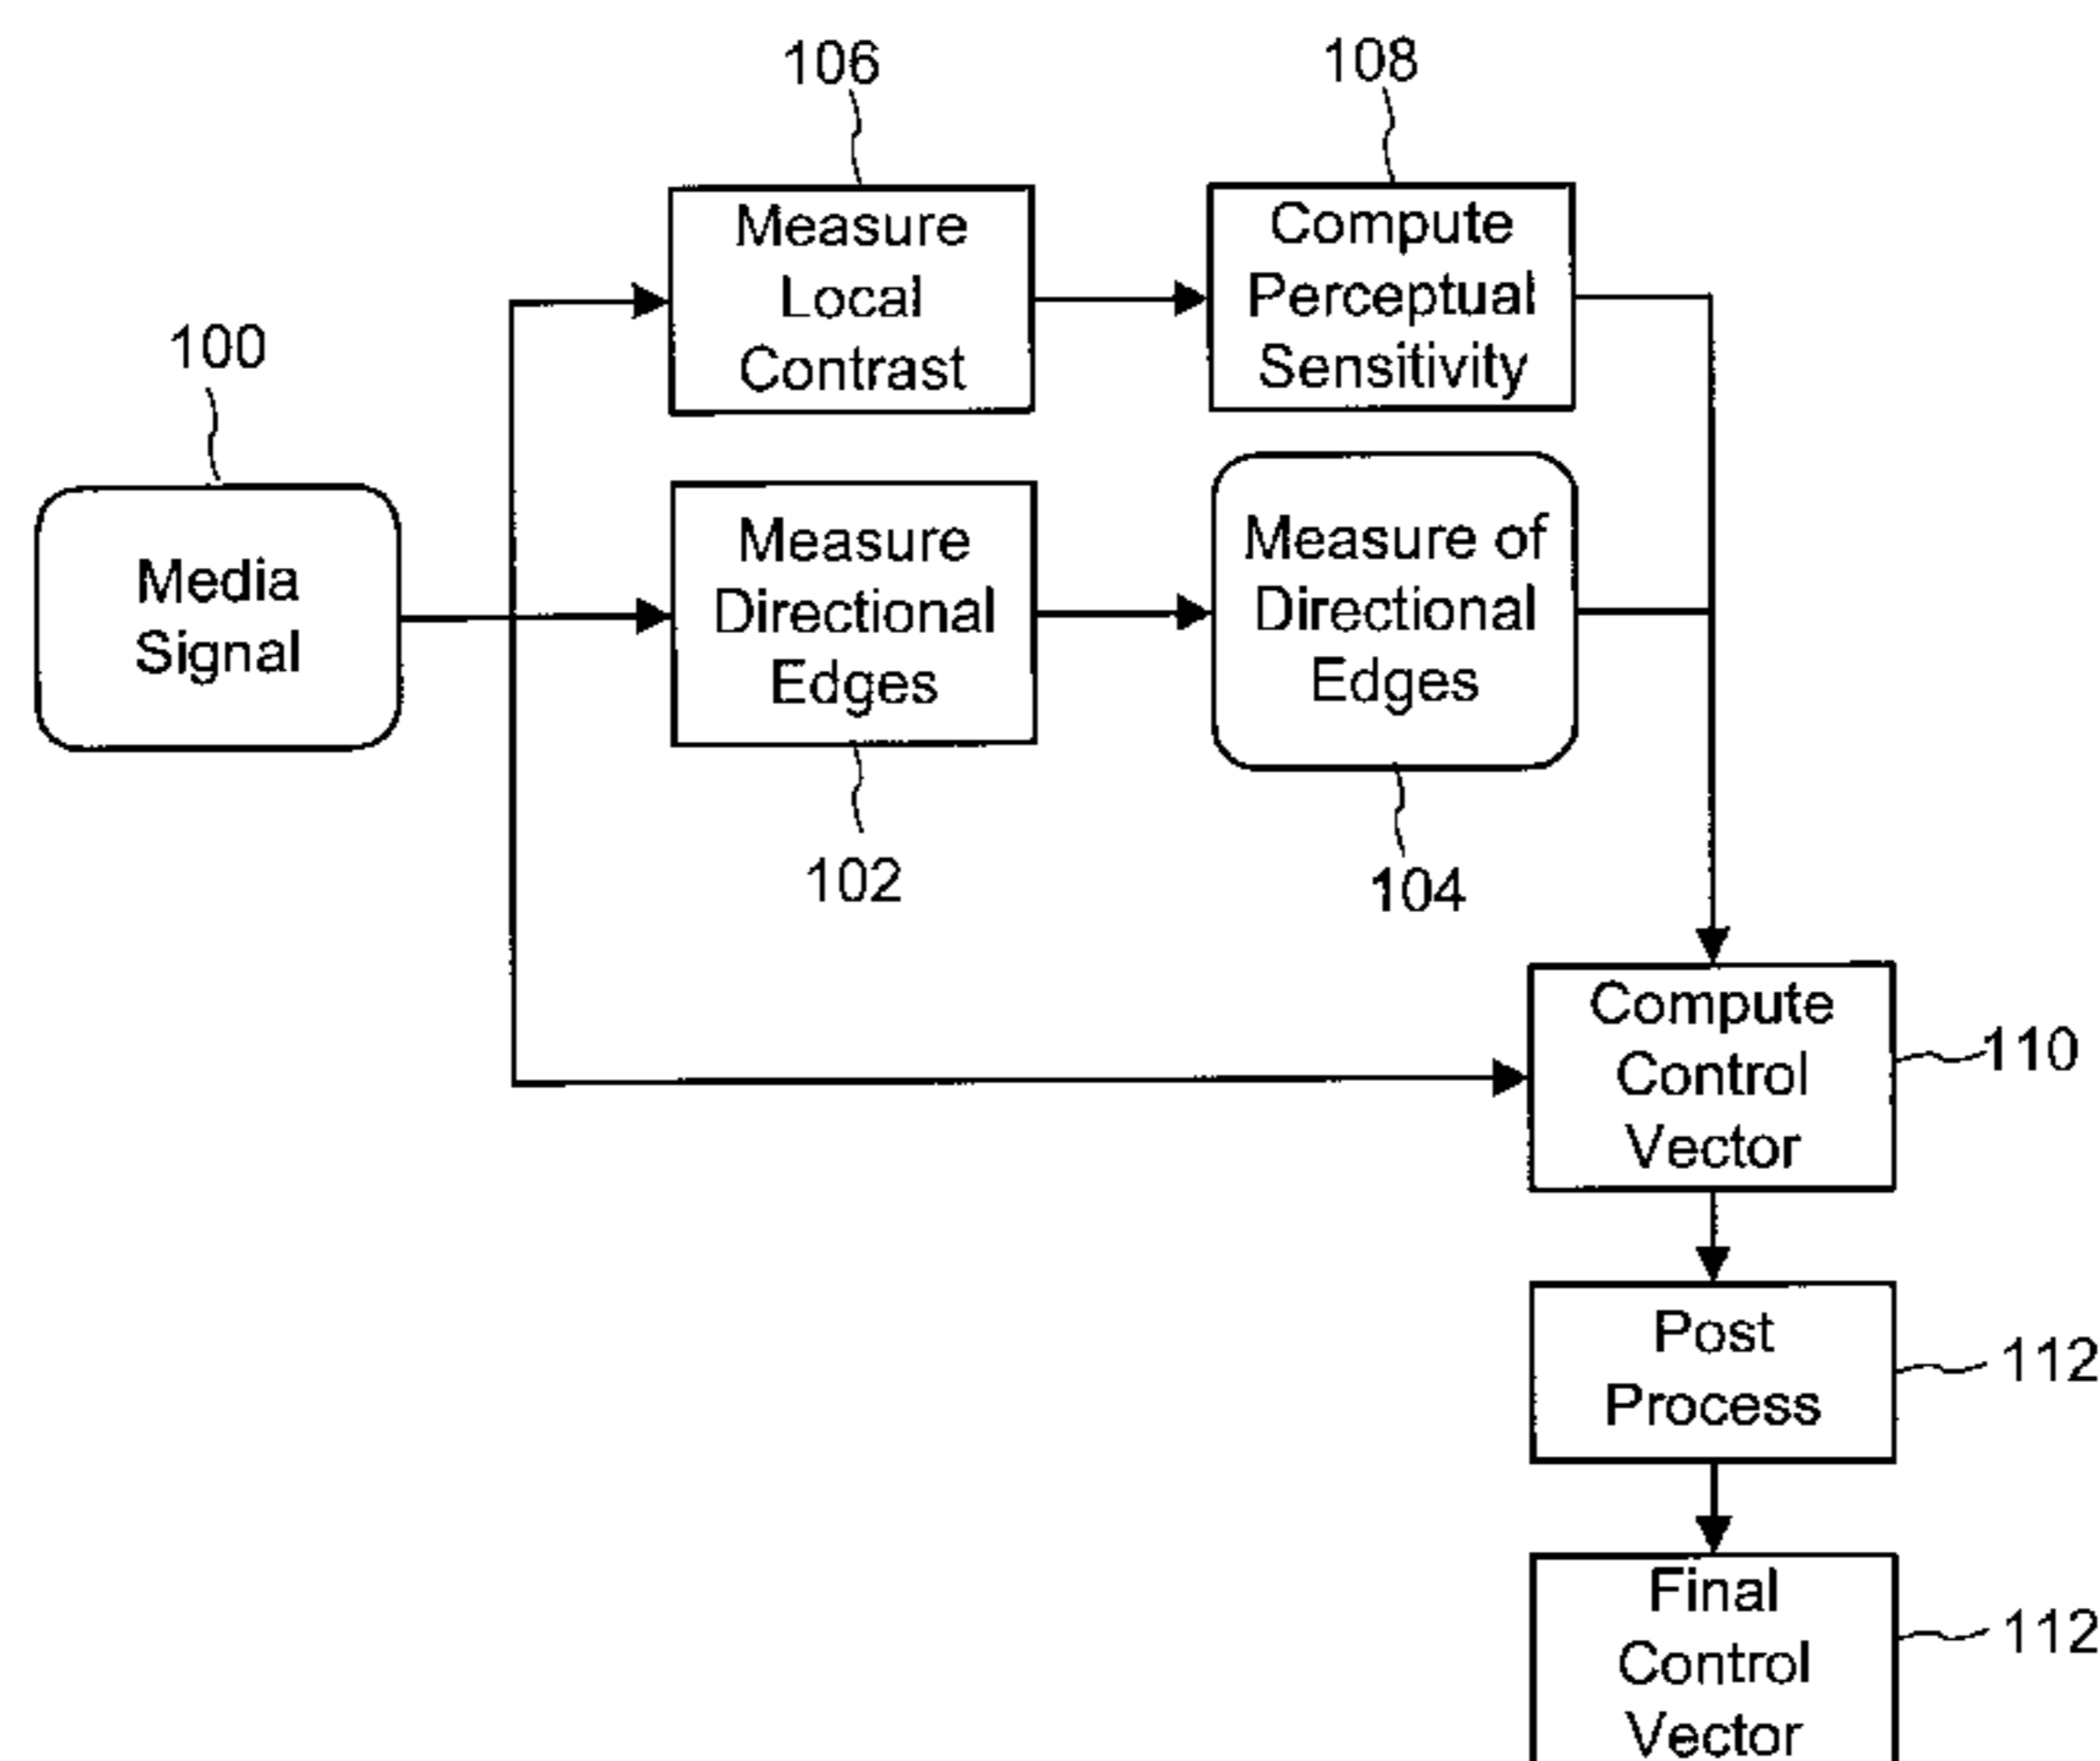 106
108
Measure
Local
Contrast
Compute
Perceptual
Sensitivity
100
Media
Signal
Measure
Directional
Edges
Measure of
Directional
Edges
102
104
Compute
Control
Vector
110
Post
Process
112
Final
Control
Vector
112